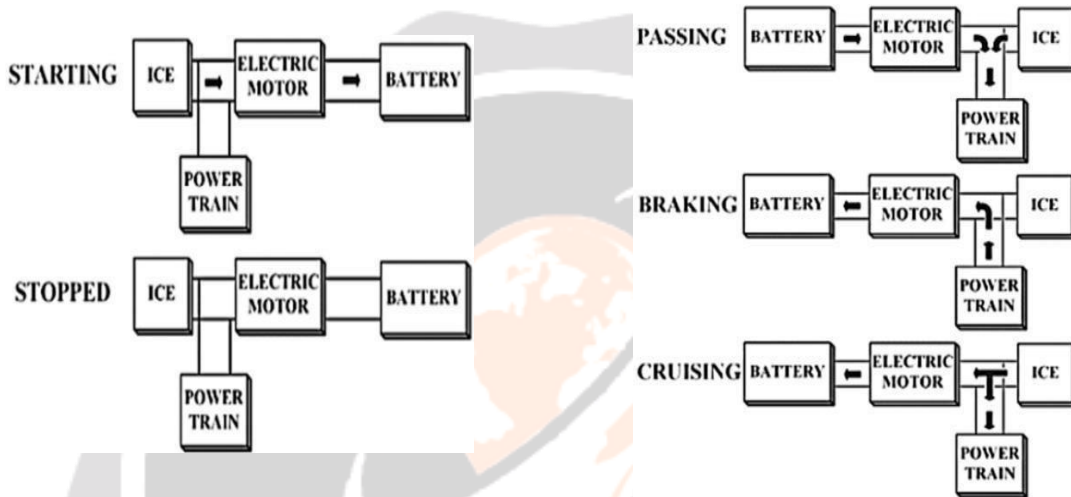 STARTING
ICE
ELECTRIC
MOTOR
BATTERY
POWER
TRAIN
STOPPED
ICE
ELECTRIC
MOTOR
BATTERY
POWER
TRAIN
PASSING
BATTERY
ELECTRIC
MOTOR
ICE
POWER
TRAIN
BRAKING
BATTERY
ELECTRIC
MOTOR
ICE
POWER
TRAIN
CRUISING
BATTERY
ELECTRIC
MOTOR
ICE
POWER
TRAIN